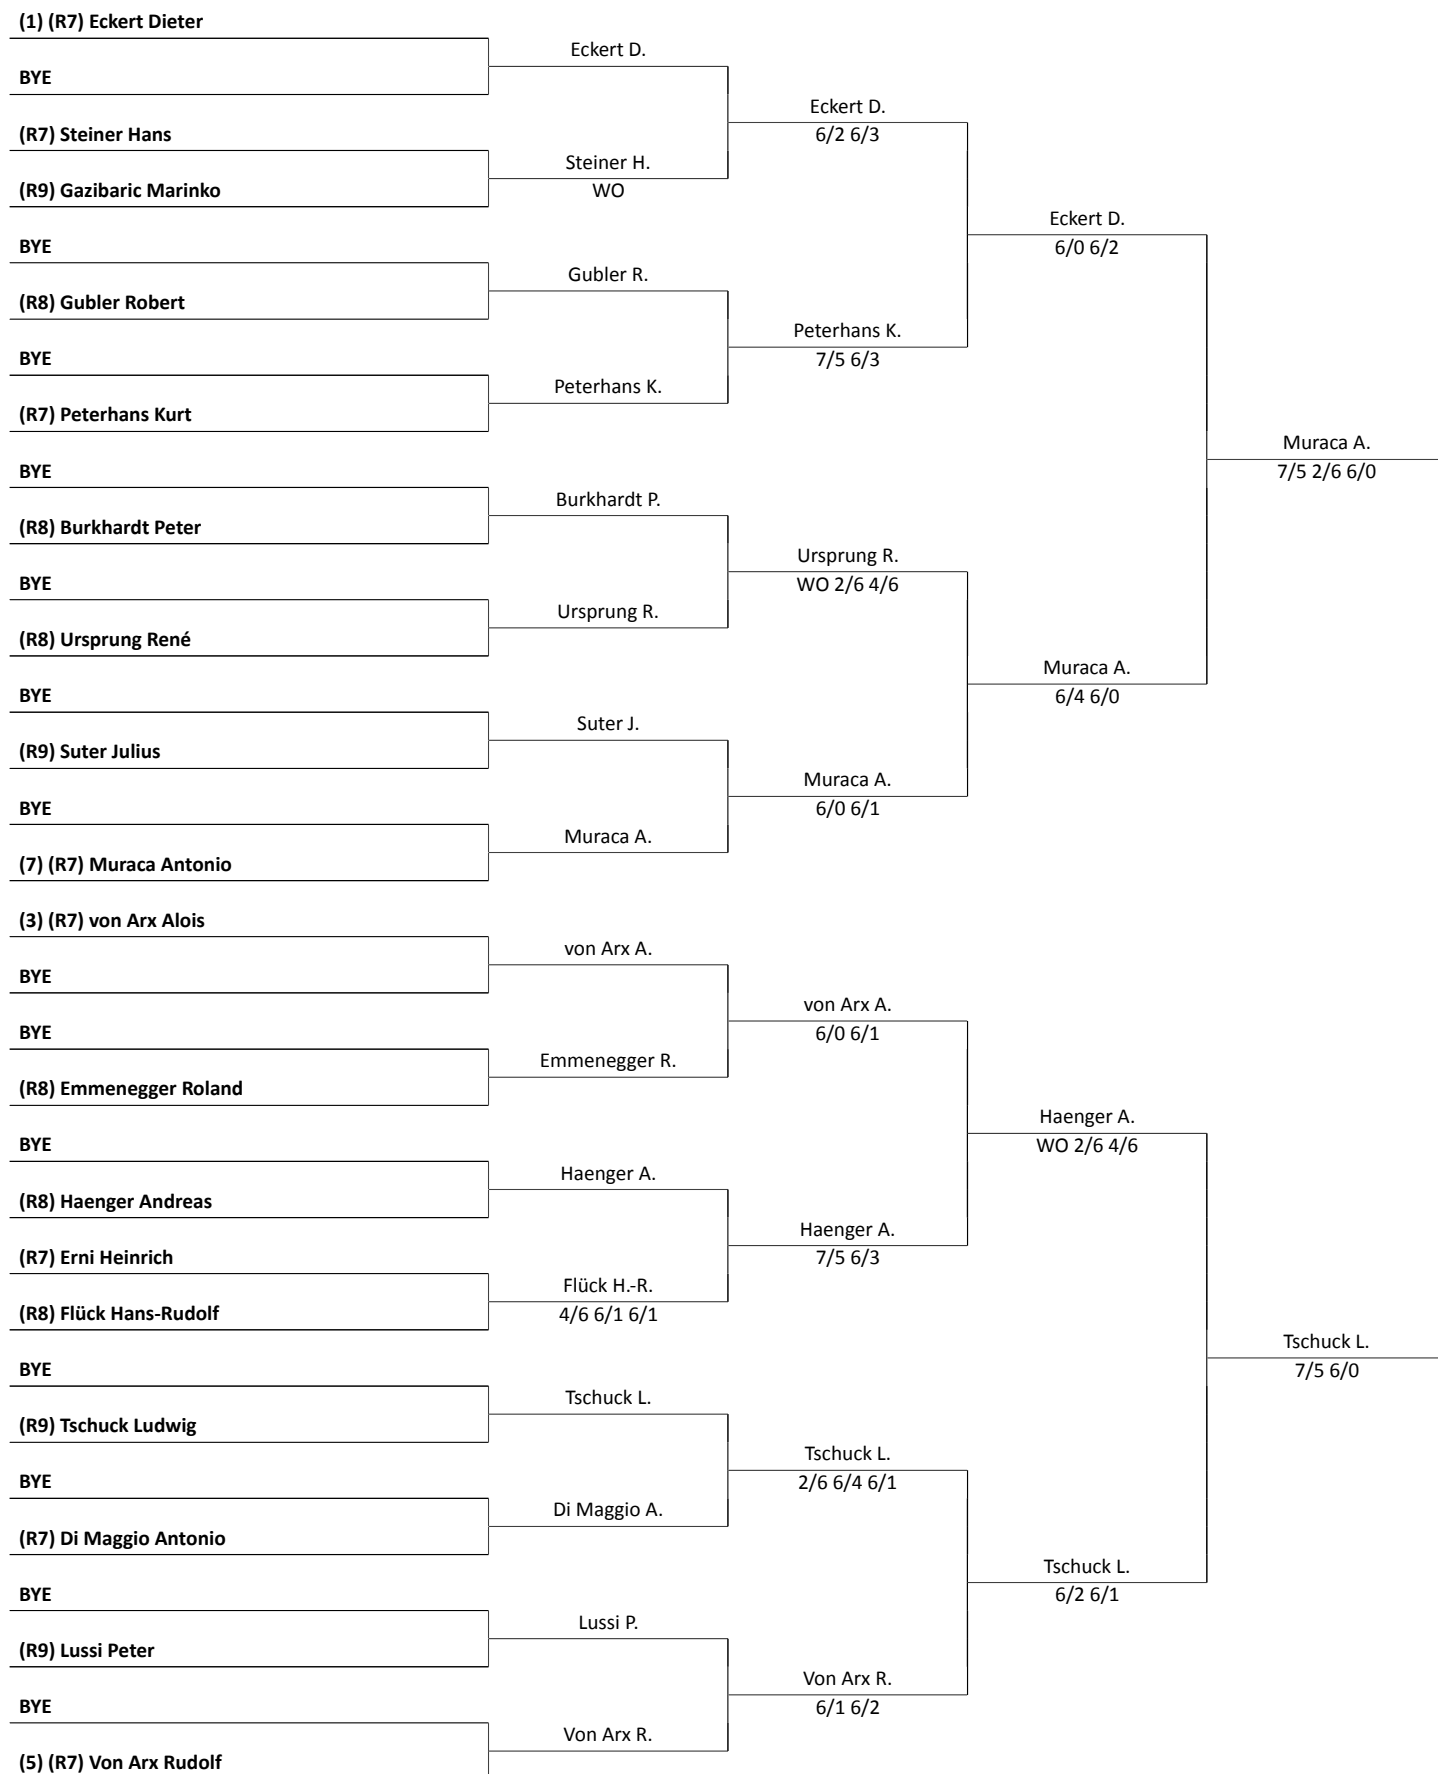 (1) (R7) Eckert Dieter
BYE
(R7) Steiner Hans
(R9) Gazibaric Marinko
BYE
(R8) Gubler Robert
BYE
(R7) Peterhans Kurt
BYE
(R8) Burkhardt Peter
BYE
(R8) Ursprung René
BYE
(R9) Suter Julius
BYE
(7) (R7) Muraca Antonio
(3) (R7) von Arx Alois
BYE
BYE
(R8) Emmenegger Roland
BYE
(R8) Haenger Andreas
(R7) Erni Heinrich
(R8) Flück Hans-Rudolf
BYE
(R9) Tschuck Ludwig
BYE
(R7) Di Maggio Antonio
BYE
(R9) Lussi Peter
BYE
(5) (R7) Von Arx Rudolf
Eckert D.
Steiner H.
WO
Gubler R.
Peterhans K.
Burkhardt P.
Ursprung R.
Suter J.
Muraca A.
von Arx A.
Emmenegger R.
Haenger A.
Flück H.-R.
4/6 6/1 6/1
Tschuck L.
Di Maggio A.
Lussi P.
Von Arx R.
Eckert D.
6/2 6/3
Peterhans K.
7/5 6/3
Ursprung R.
WO 2/6 4/6
Muraca A.
6/0 6/1
von Arx A.
6/0 6/1
Haenger A.
7/5 6/3
Tschuck L.
2/6 6/4 6/1
Von Arx R.
6/1 6/2
Eckert D.
6/0 6/2
Muraca A.
6/4 6/0
Haenger A.
WO 2/6 4/6
Tschuck L.
6/2 6/1
Muraca A.
7/5 2/6 6/0
Tschuck L.
7/5 6/0